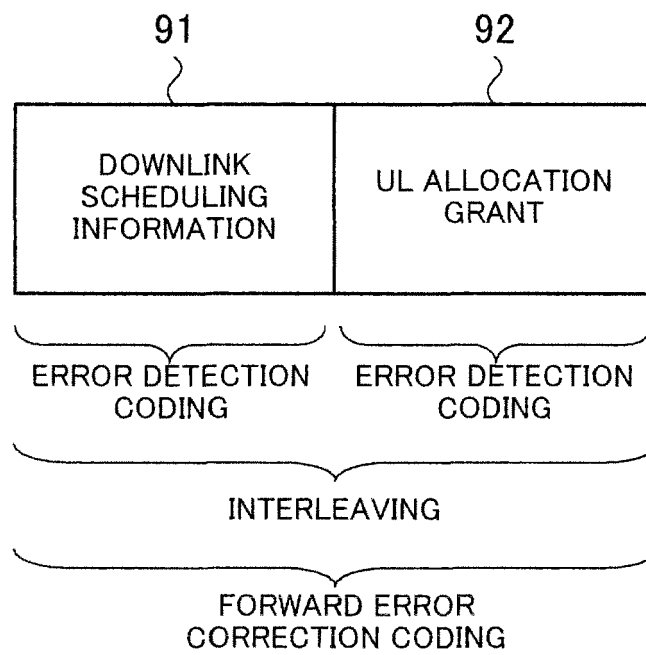 91 92
DOWNLINK
SCHEDULING
INFORMATION
UL ALLOCATION
GRANT
ERROR DETECTION
CODING
ERROR DETECTION
CODING
INTERLEAVING
FORWARD ERROR
CORRECTION CODING